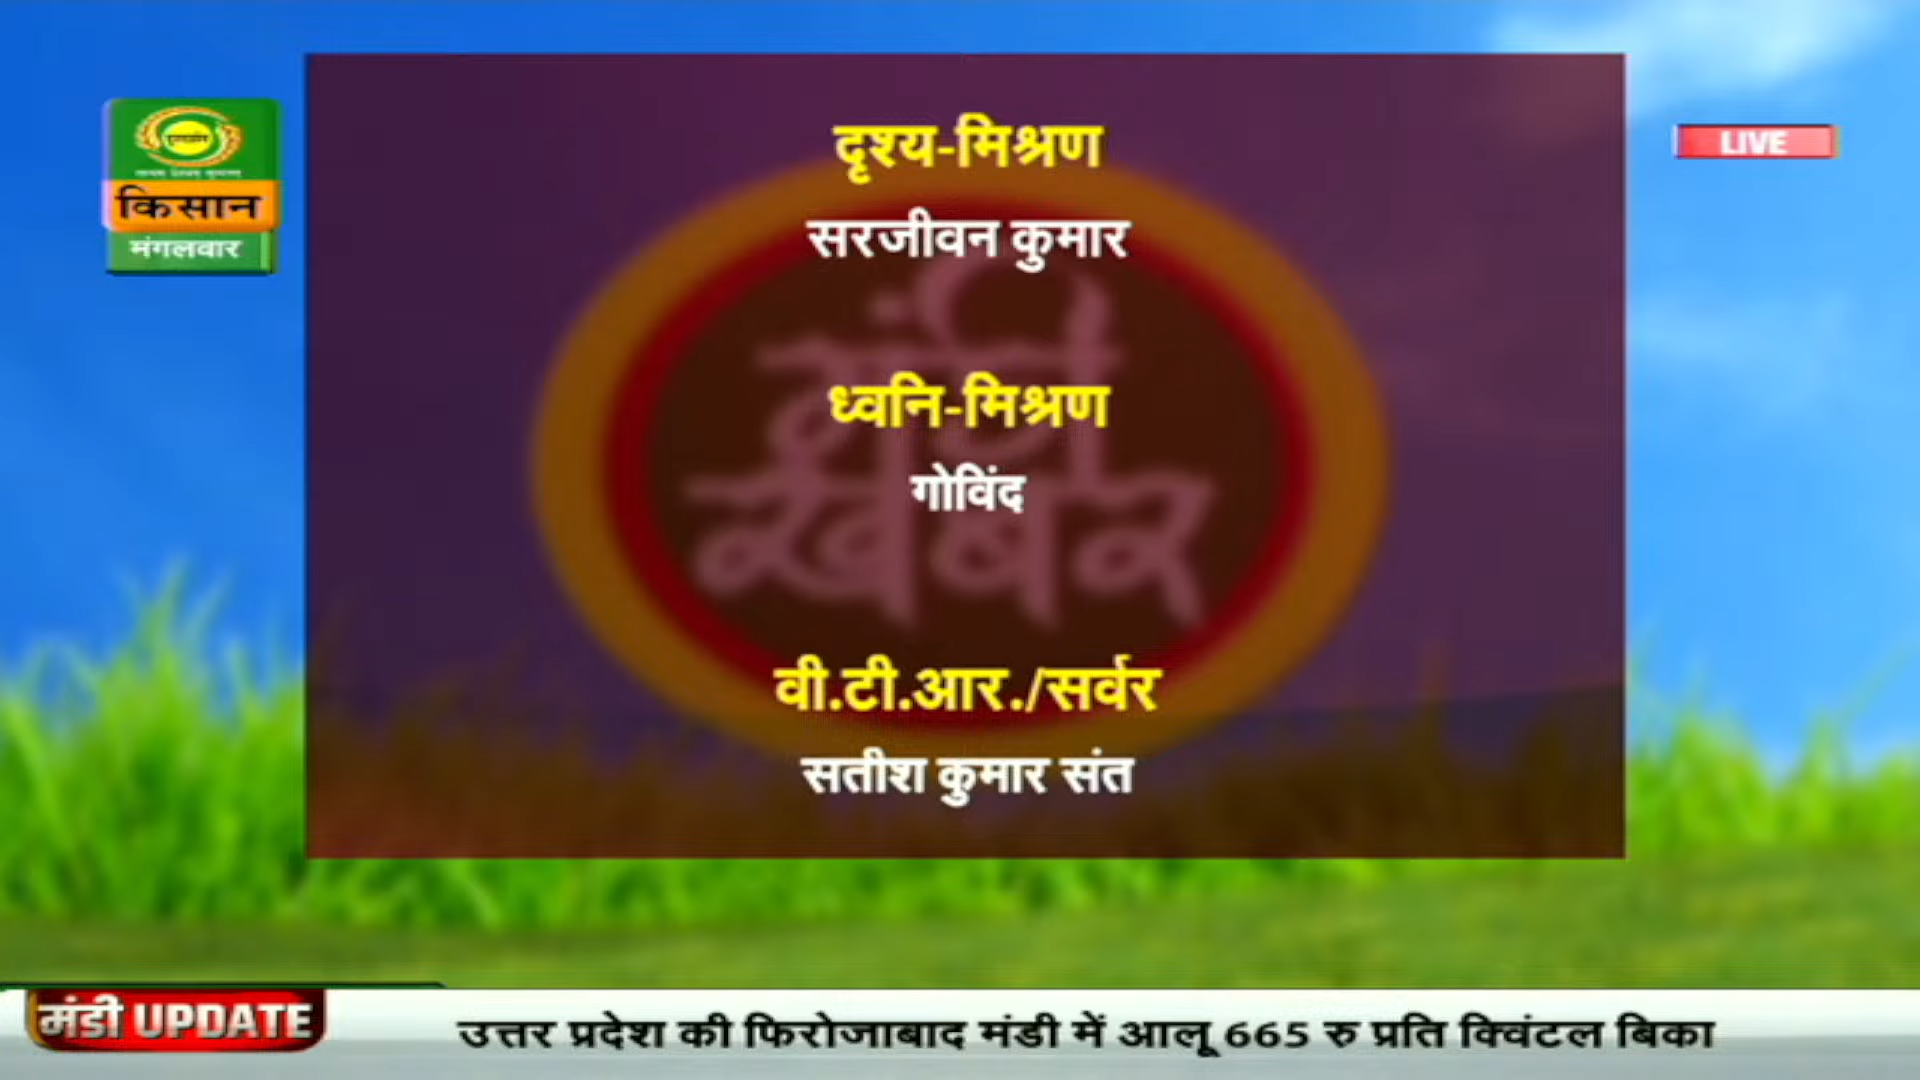 दृश्य-मिश्रण
सरजीवन कुमार
किसान
मंगलवार
LIVE
मंडी
खबर
ध्वनि-मिश्रण
गोविंद
वी.टी.आर./सर्वर
सतीश कुमार संत
मंडी UPDATE
उत्तर प्रदेश की फिरोजाबाद मंडी में आलू 665 रु प्रति क्विंटल बिका